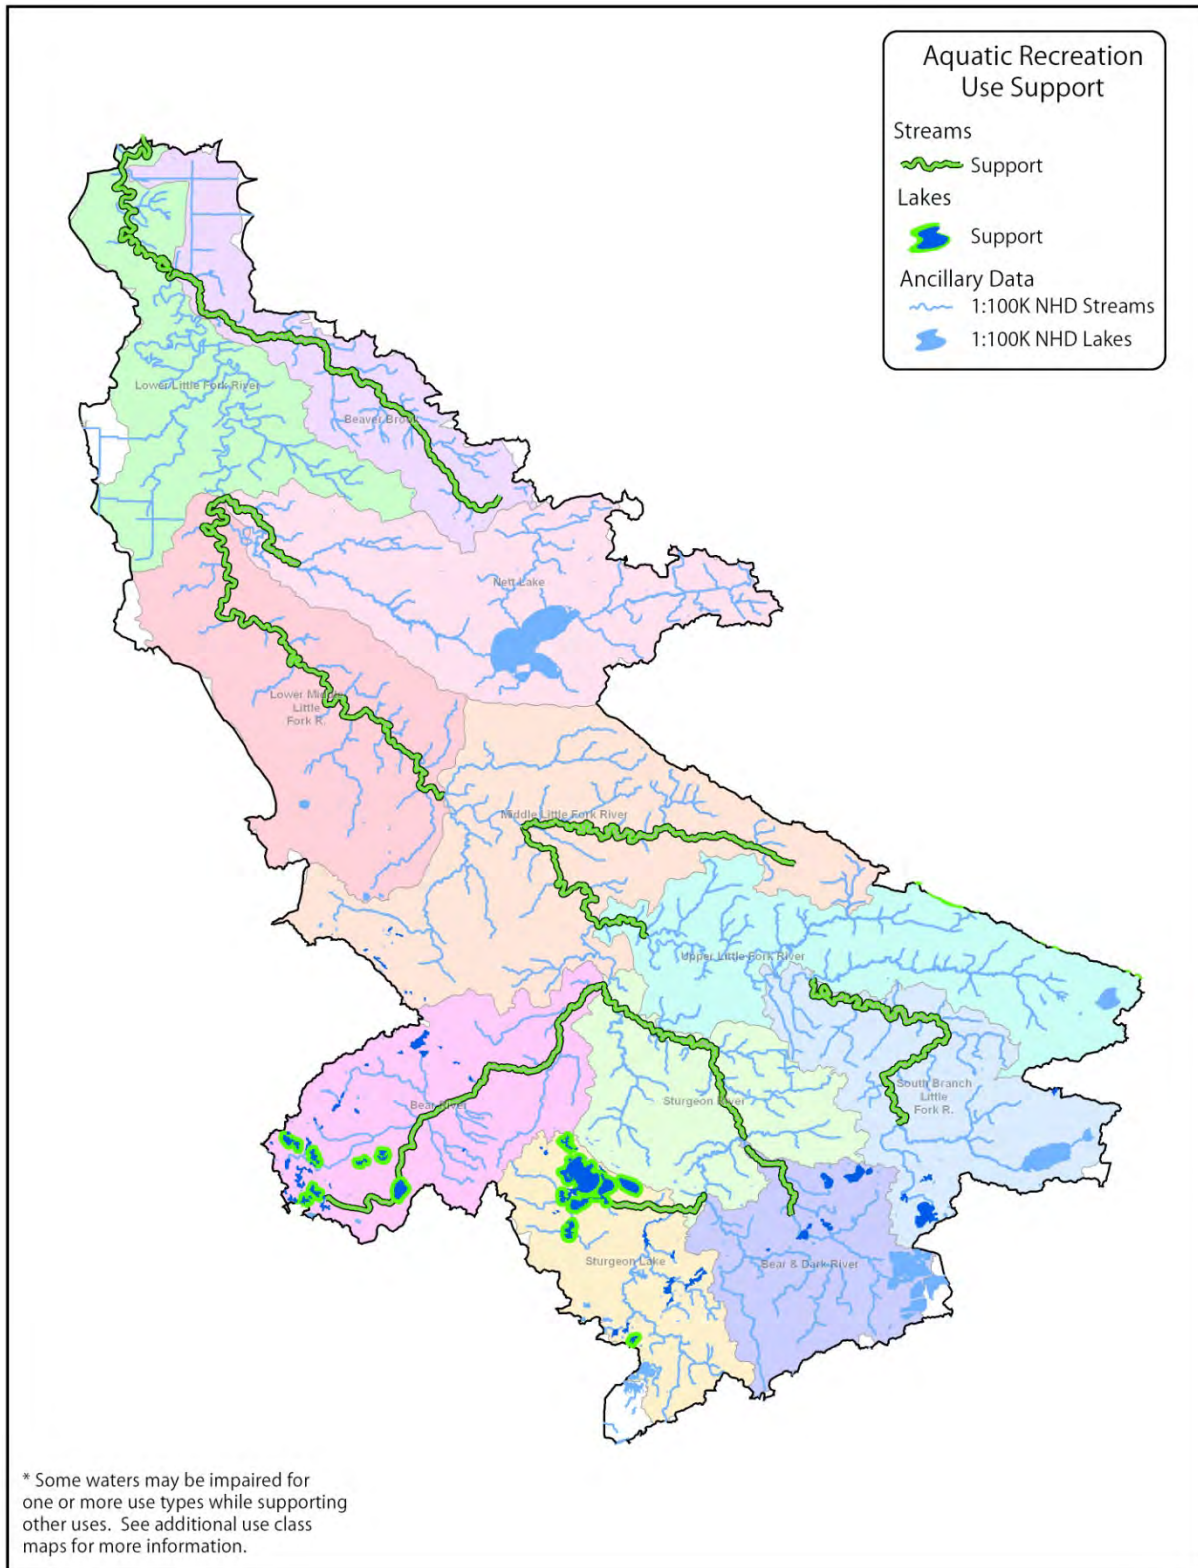 Aquatic Recreation
Use Support
Streams
Support
Lakes
Support
Ancillary Data
1:100K NHD Streams
1:100K NHD Lakes
Lower Little Fork River
Beaver Brook
Nett Lake
Lower Middle
Little
Fork R.
Middle Little Fork River
Upper Little Fork River
South Branch
Little
Fork R.
Bear River
Sturgeon River
Sturgeon Lake
Bear & Dark River
* Some waters may be impaired for
one or more use types while supporting
other uses. See additional use class
maps for more information.